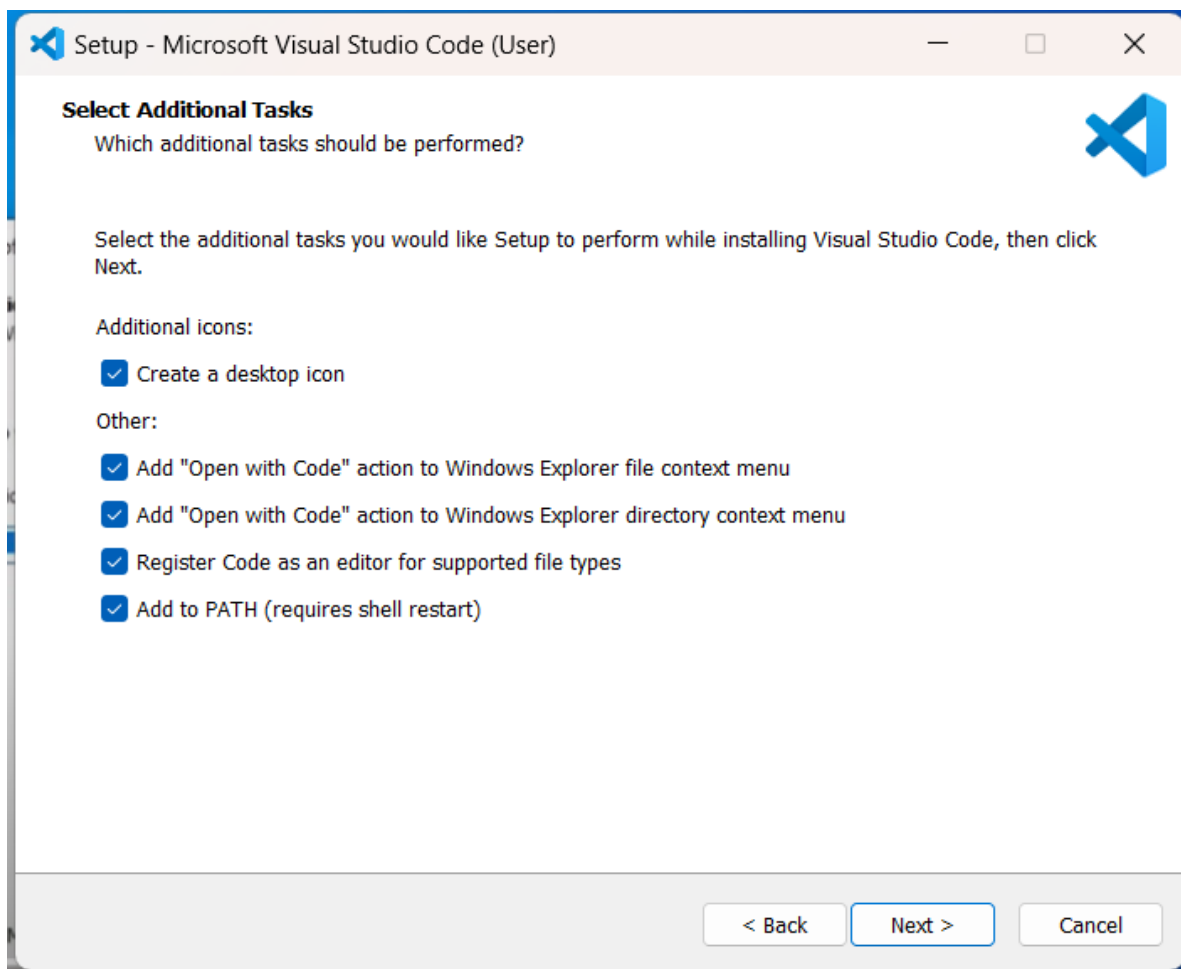 Setup - Microsoft Visual Studio Code (User)
Select Additional Tasks
Which additional tasks should be performed?
Select the additional tasks you would like Setup to perform while installing Visual Studio Code, then click
Next.
Additional icons:
Create a desktop icon
Other:
Add "Open with Code" action to Windows Explorer file context menu
Add "Open with Code" action to Windows Explorer directory context menu
Register Code as an editor for supported file types
Add to PATH (requires shell restart)
< Back
Next >
Cancel